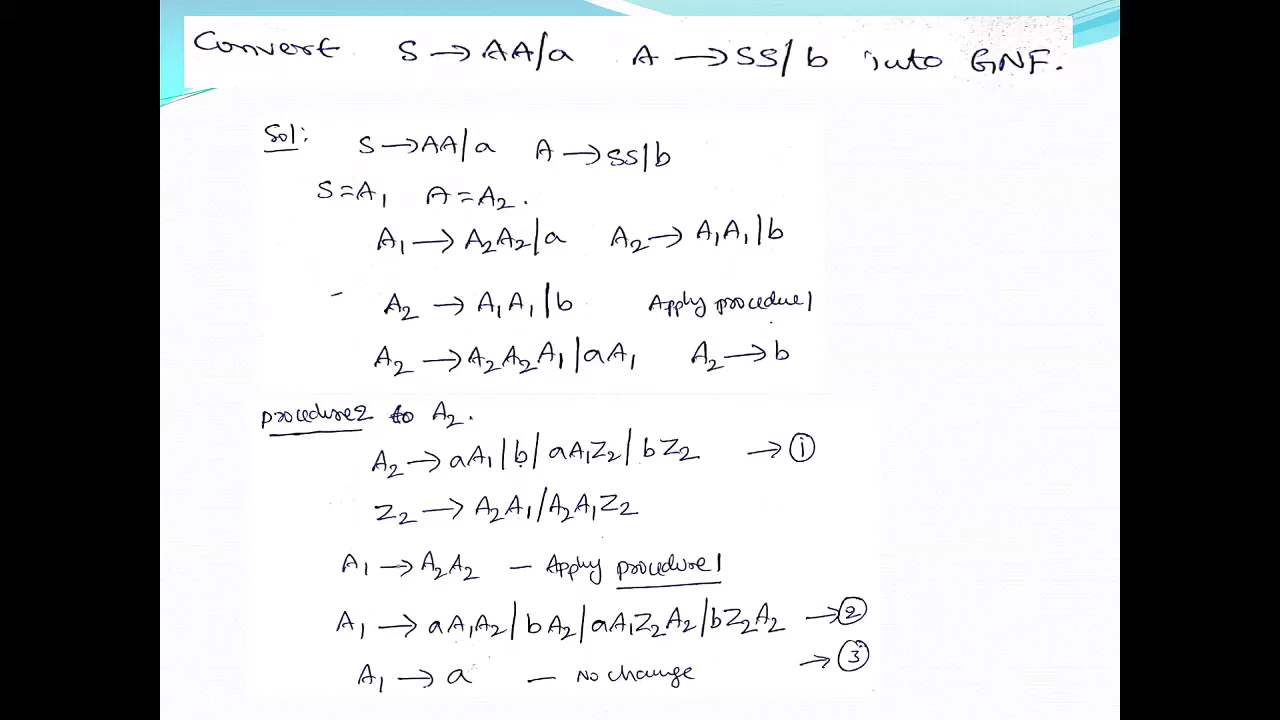 Convert S → AA/a A → SS/b into GNF.
Sol: S → AA/a A → SS/b
S = A₁ A = A₂.
A₁ → A₂A₂/a A₂ → A₁A₁/b
- A₂ → A₁A₁/b Apply procedure1
A₂ → A₂A₂A₁/aA₁ A₂ → b
procedure2 to A₂.
A₂ → aA₁/b/aA₁Z₂/bZ₂ → ①
Z₂ → A₂A₁/A₂A₁Z₂
A₁ → A₂A₂ - Apply procedure1
A₁ → aA₁A₂/bA₂/aA₁Z₂A₂/bZ₂A₂ → ②
A₁ → a - No change → ③